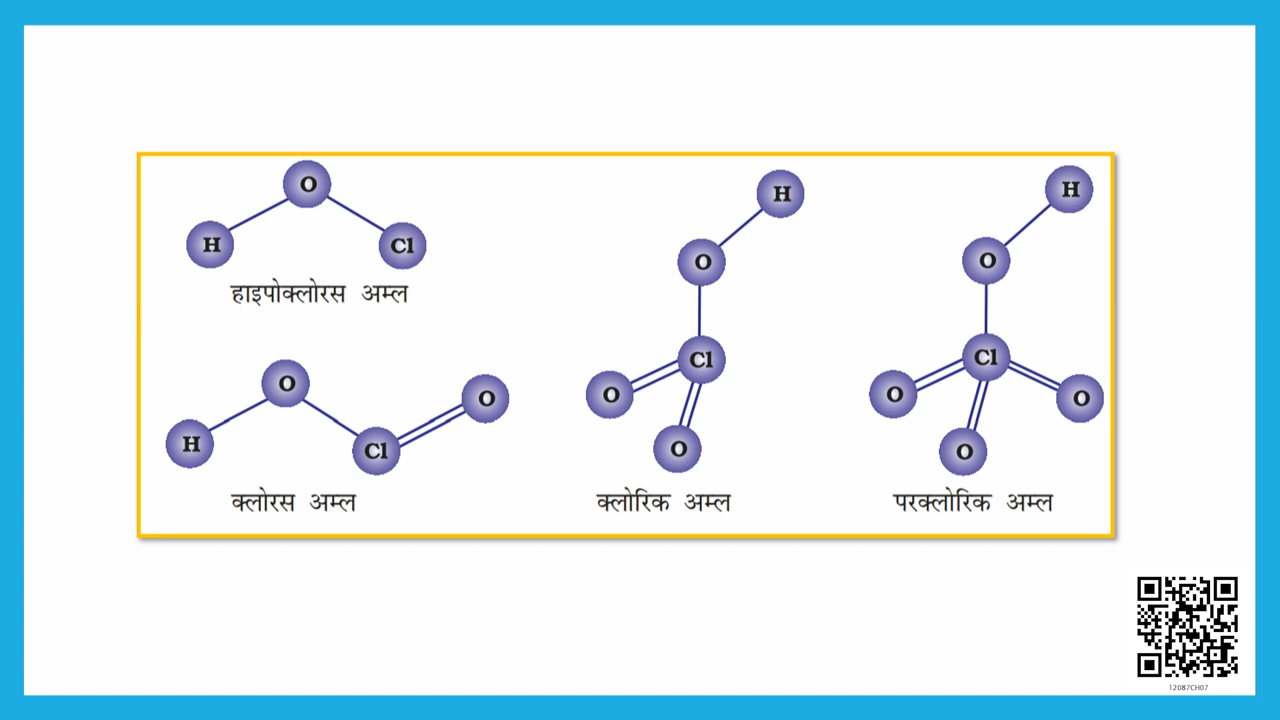 O
H
Cl
हाइपोक्लोरस अम्ल
O
O
H
Cl
क्लोरस अम्ल
H
O
Cl
O
O
क्लोरिक अम्ल
H
O
Cl
O
O
O
परक्लोरिक अम्ल
12087CH07